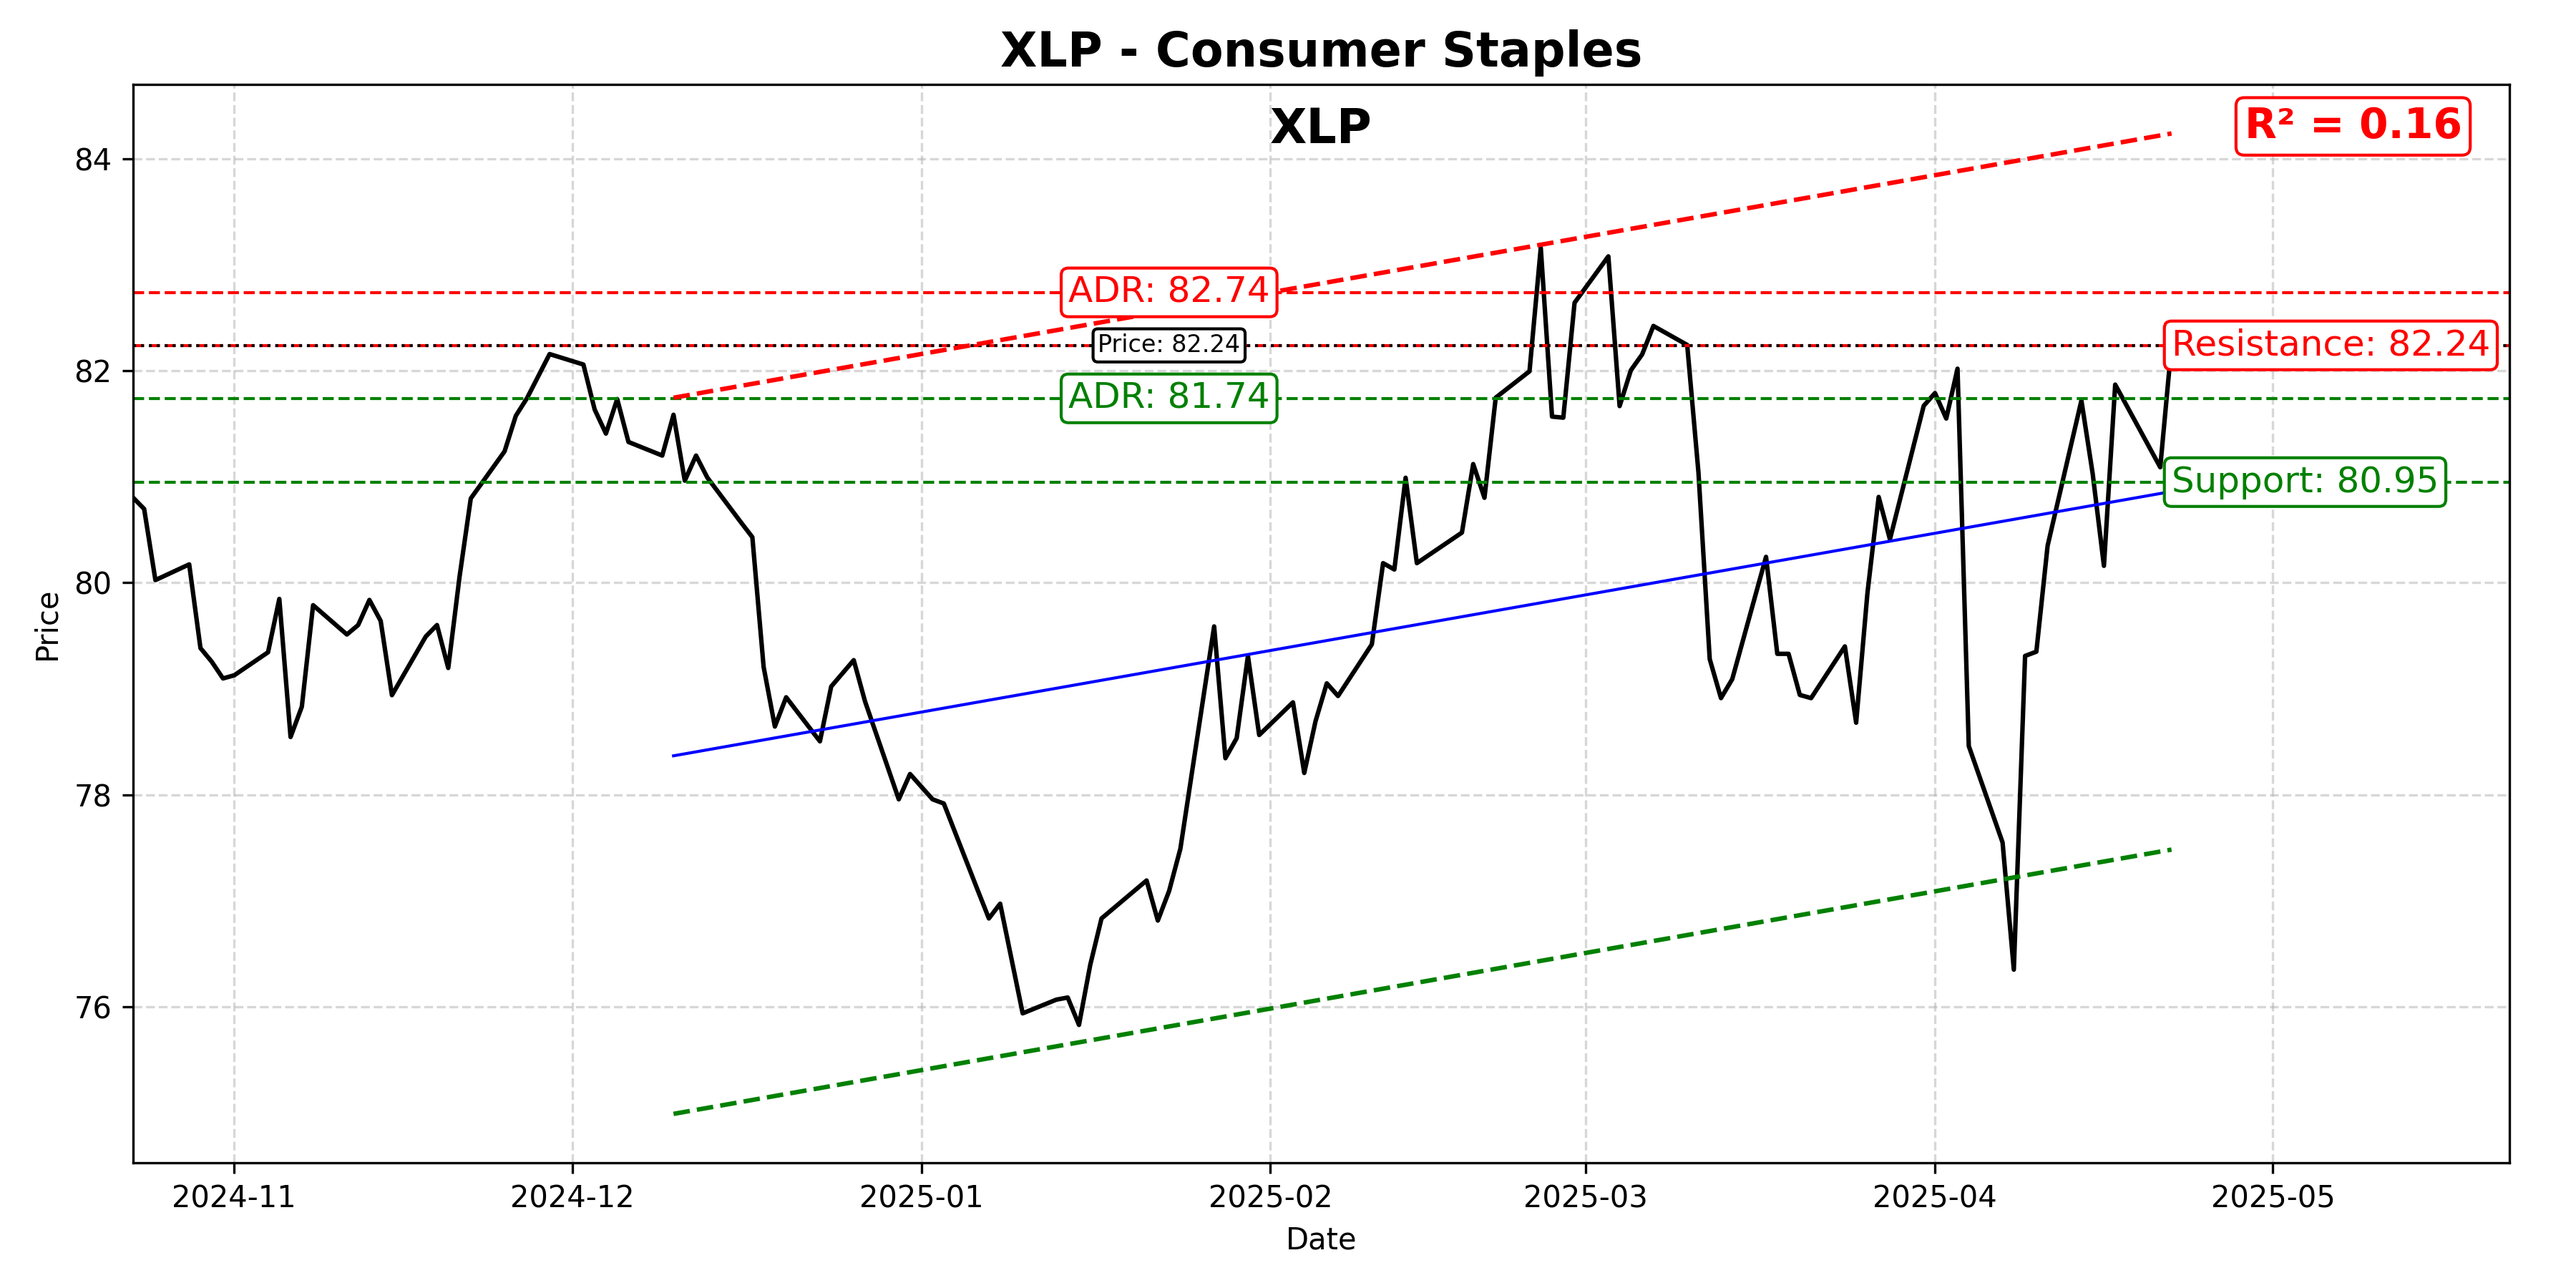 XLP - Consumer Staples
XLP
R² = 0.16
84
ADR: 82.74
Price: 82.24
Resistance: 82.24
82
ADR: 81.74
Support: 80.95
80
Price
78
76
2024-11
2024-12
2025-01
2025-02
2025-03
2025-04
2025-05
Date